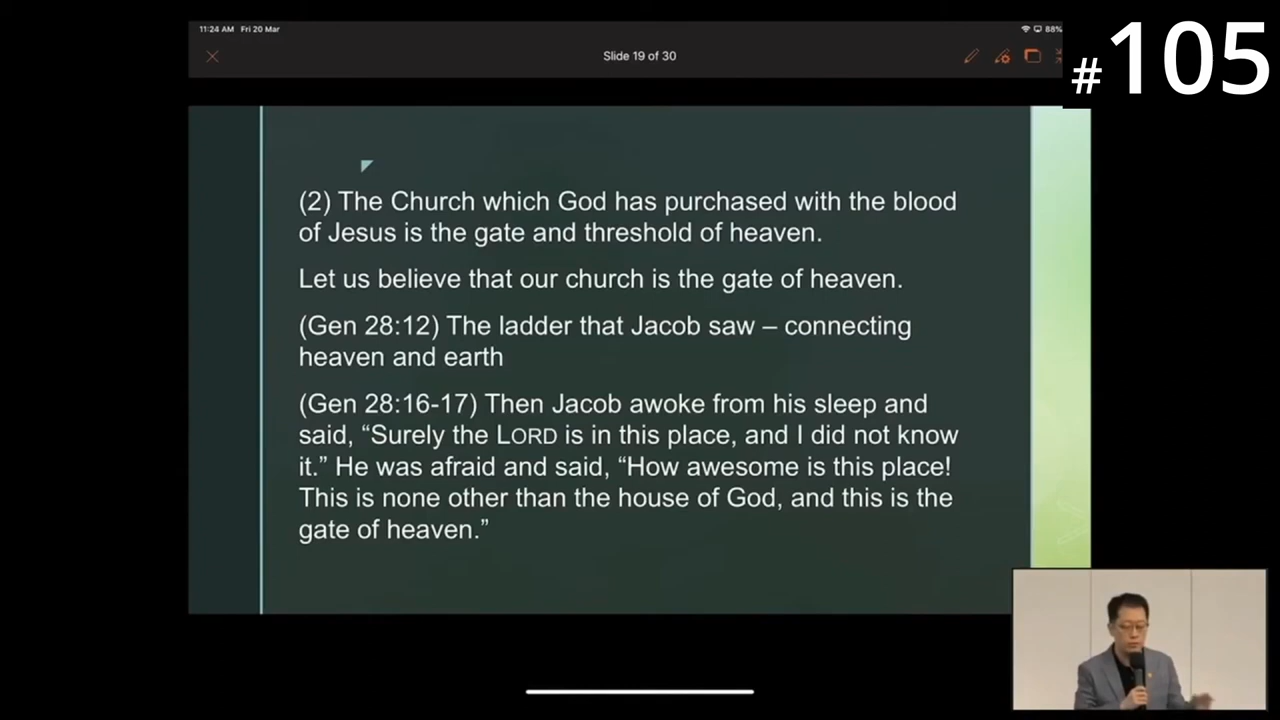 11:24 AM Fri 20 Mar
88%
Slide 19 of 30
#105
(2) The Church which God has purchased with the blood
of Jesus is the gate and threshold of heaven.
Let us believe that our church is the gate of heaven.
(Gen 28:12) The ladder that Jacob saw – connecting
heaven and earth
(Gen 28:16-17) Then Jacob awoke from his sleep and
said, “Surely the LORD is in this place, and I did not know
it.” He was afraid and said, “How awesome is this place!
This is none other than the house of God, and this is the
gate of heaven.”